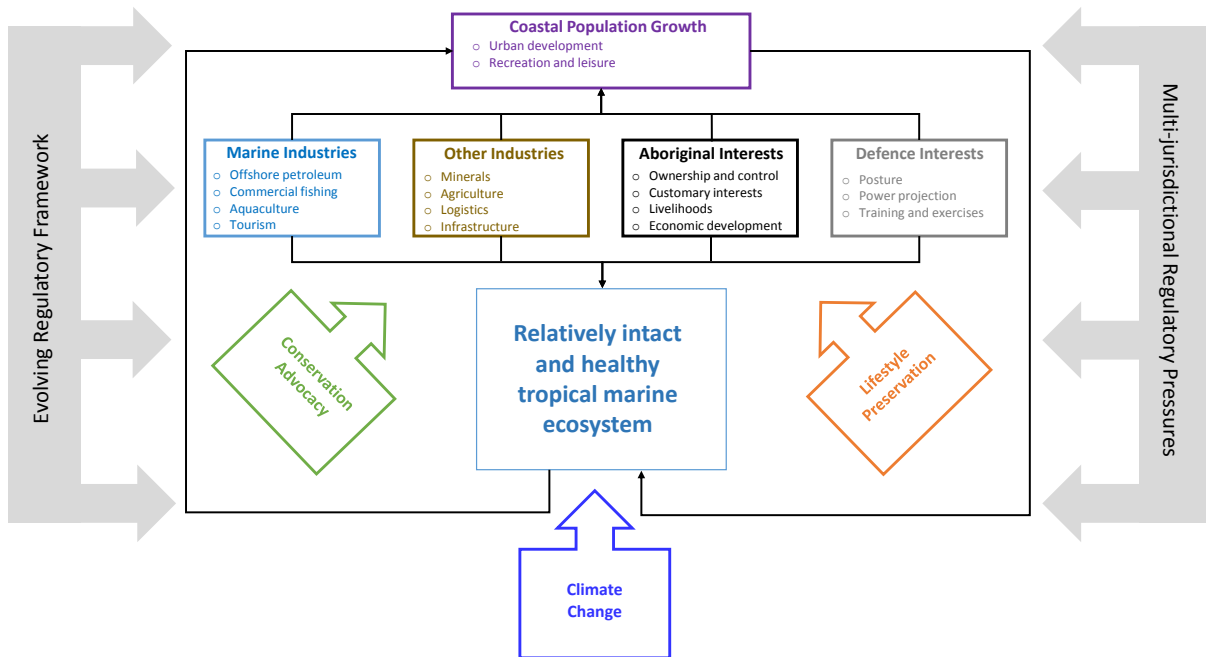 Coastal Population Growth
o Urban development
o Recreation and leisure
Evolving Regulatory Framework
Multi-jurisdictional Regulatory Pressures
Marine Industries
o Offshore petroleum
o Commercial fishing
o Aquaculture
o Tourism
Other Industries
o Minerals
o Agriculture
o Logistics
o Infrastructure
Aboriginal Interests
o Ownership and control
o Customary interests
o Livelihoods
o Economic development
Defence Interests
o Posture
o Power projection
o Training and exercises
Conservation
Advocacy
Relatively intact
and healthy
tropical marine
ecosystem
Lifestyle
Preservation
Climate
Change